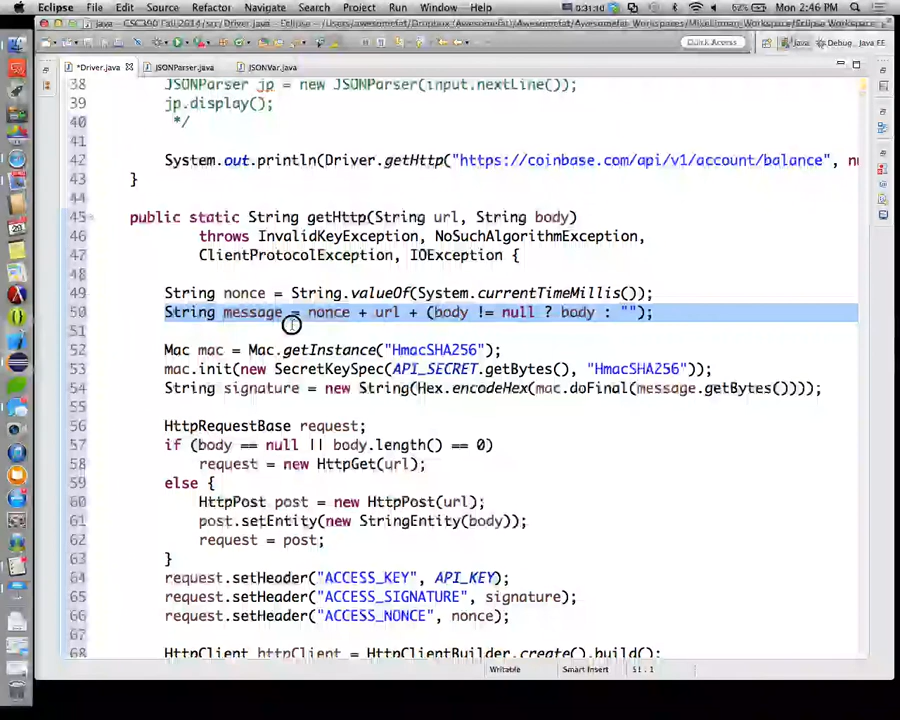 Eclipse File Edit Source Refactor Navigate Search Project Run Window Help 0:31:10 62% Mon 2:46 PM
Quick Access Java Debug Java EE
*Driver.java JSONParser.java JSONVar.java
38 JSONParser jp = new JSONParser(input.nextLine());
39 jp.display();
40 */
41
42 System.out.println(Driver.getHttp("https://coinbase.com/api/v1/account/balance", nu
43 }
44
45 public static String getHttp(String url, String body)
46 throws InvalidKeyException, NoSuchAlgorithmException,
47 ClientProtocolException, IOException {
48
49 String nonce = String.valueOf(System.currentTimeMillis());
50 String message = nonce + url + (body != null ? body : "");
51
52 Mac mac = Mac.getInstance("HmacSHA256");
53 mac.init(new SecretKeySpec(API_SECRET.getBytes(), "HmacSHA256"));
54 String signature = new String(Hex.encodeHex(mac.doFinal(message.getBytes())));
55
56 HttpRequestBase request;
57 if (body == null || body.length() == 0)
58 request = new HttpGet(url);
59 else {
60 HttpPost post = new HttpPost(url);
61 post.setEntity(new StringEntity(body));
62 request = post;
63 }
64 request.setHeader("ACCESS_KEY", API_KEY);
65 request.setHeader("ACCESS_SIGNATURE", signature);
66 request.setHeader("ACCESS_NONCE", nonce);
67
68 HttpClient httpClient = HttpClientBuilder.create().build();
Writable Smart Insert 51 : 1